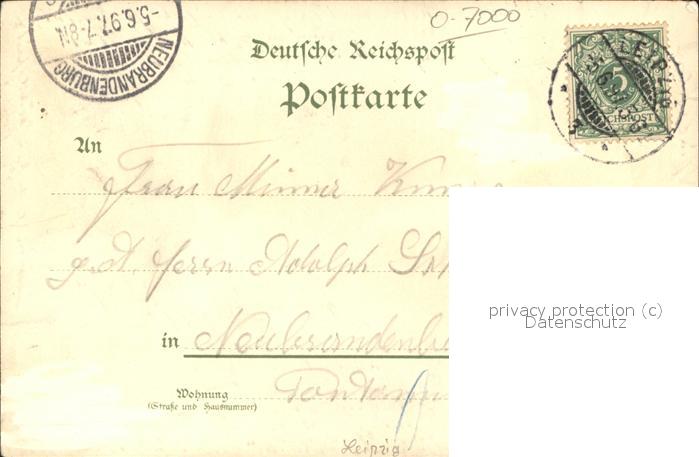 -5.6.97.7-8N.
NEUBRANDENBURG
0-7000
LEIPZIG
5
REICHSPOST
Deutsche Reichspost
Postkarte
An
Frau Minna
Herrn Adolph
in Neubrandenbu
Wohnung
(Straße und Hausnummer)
Leipzig
privacy protection (c)
Datenschutz